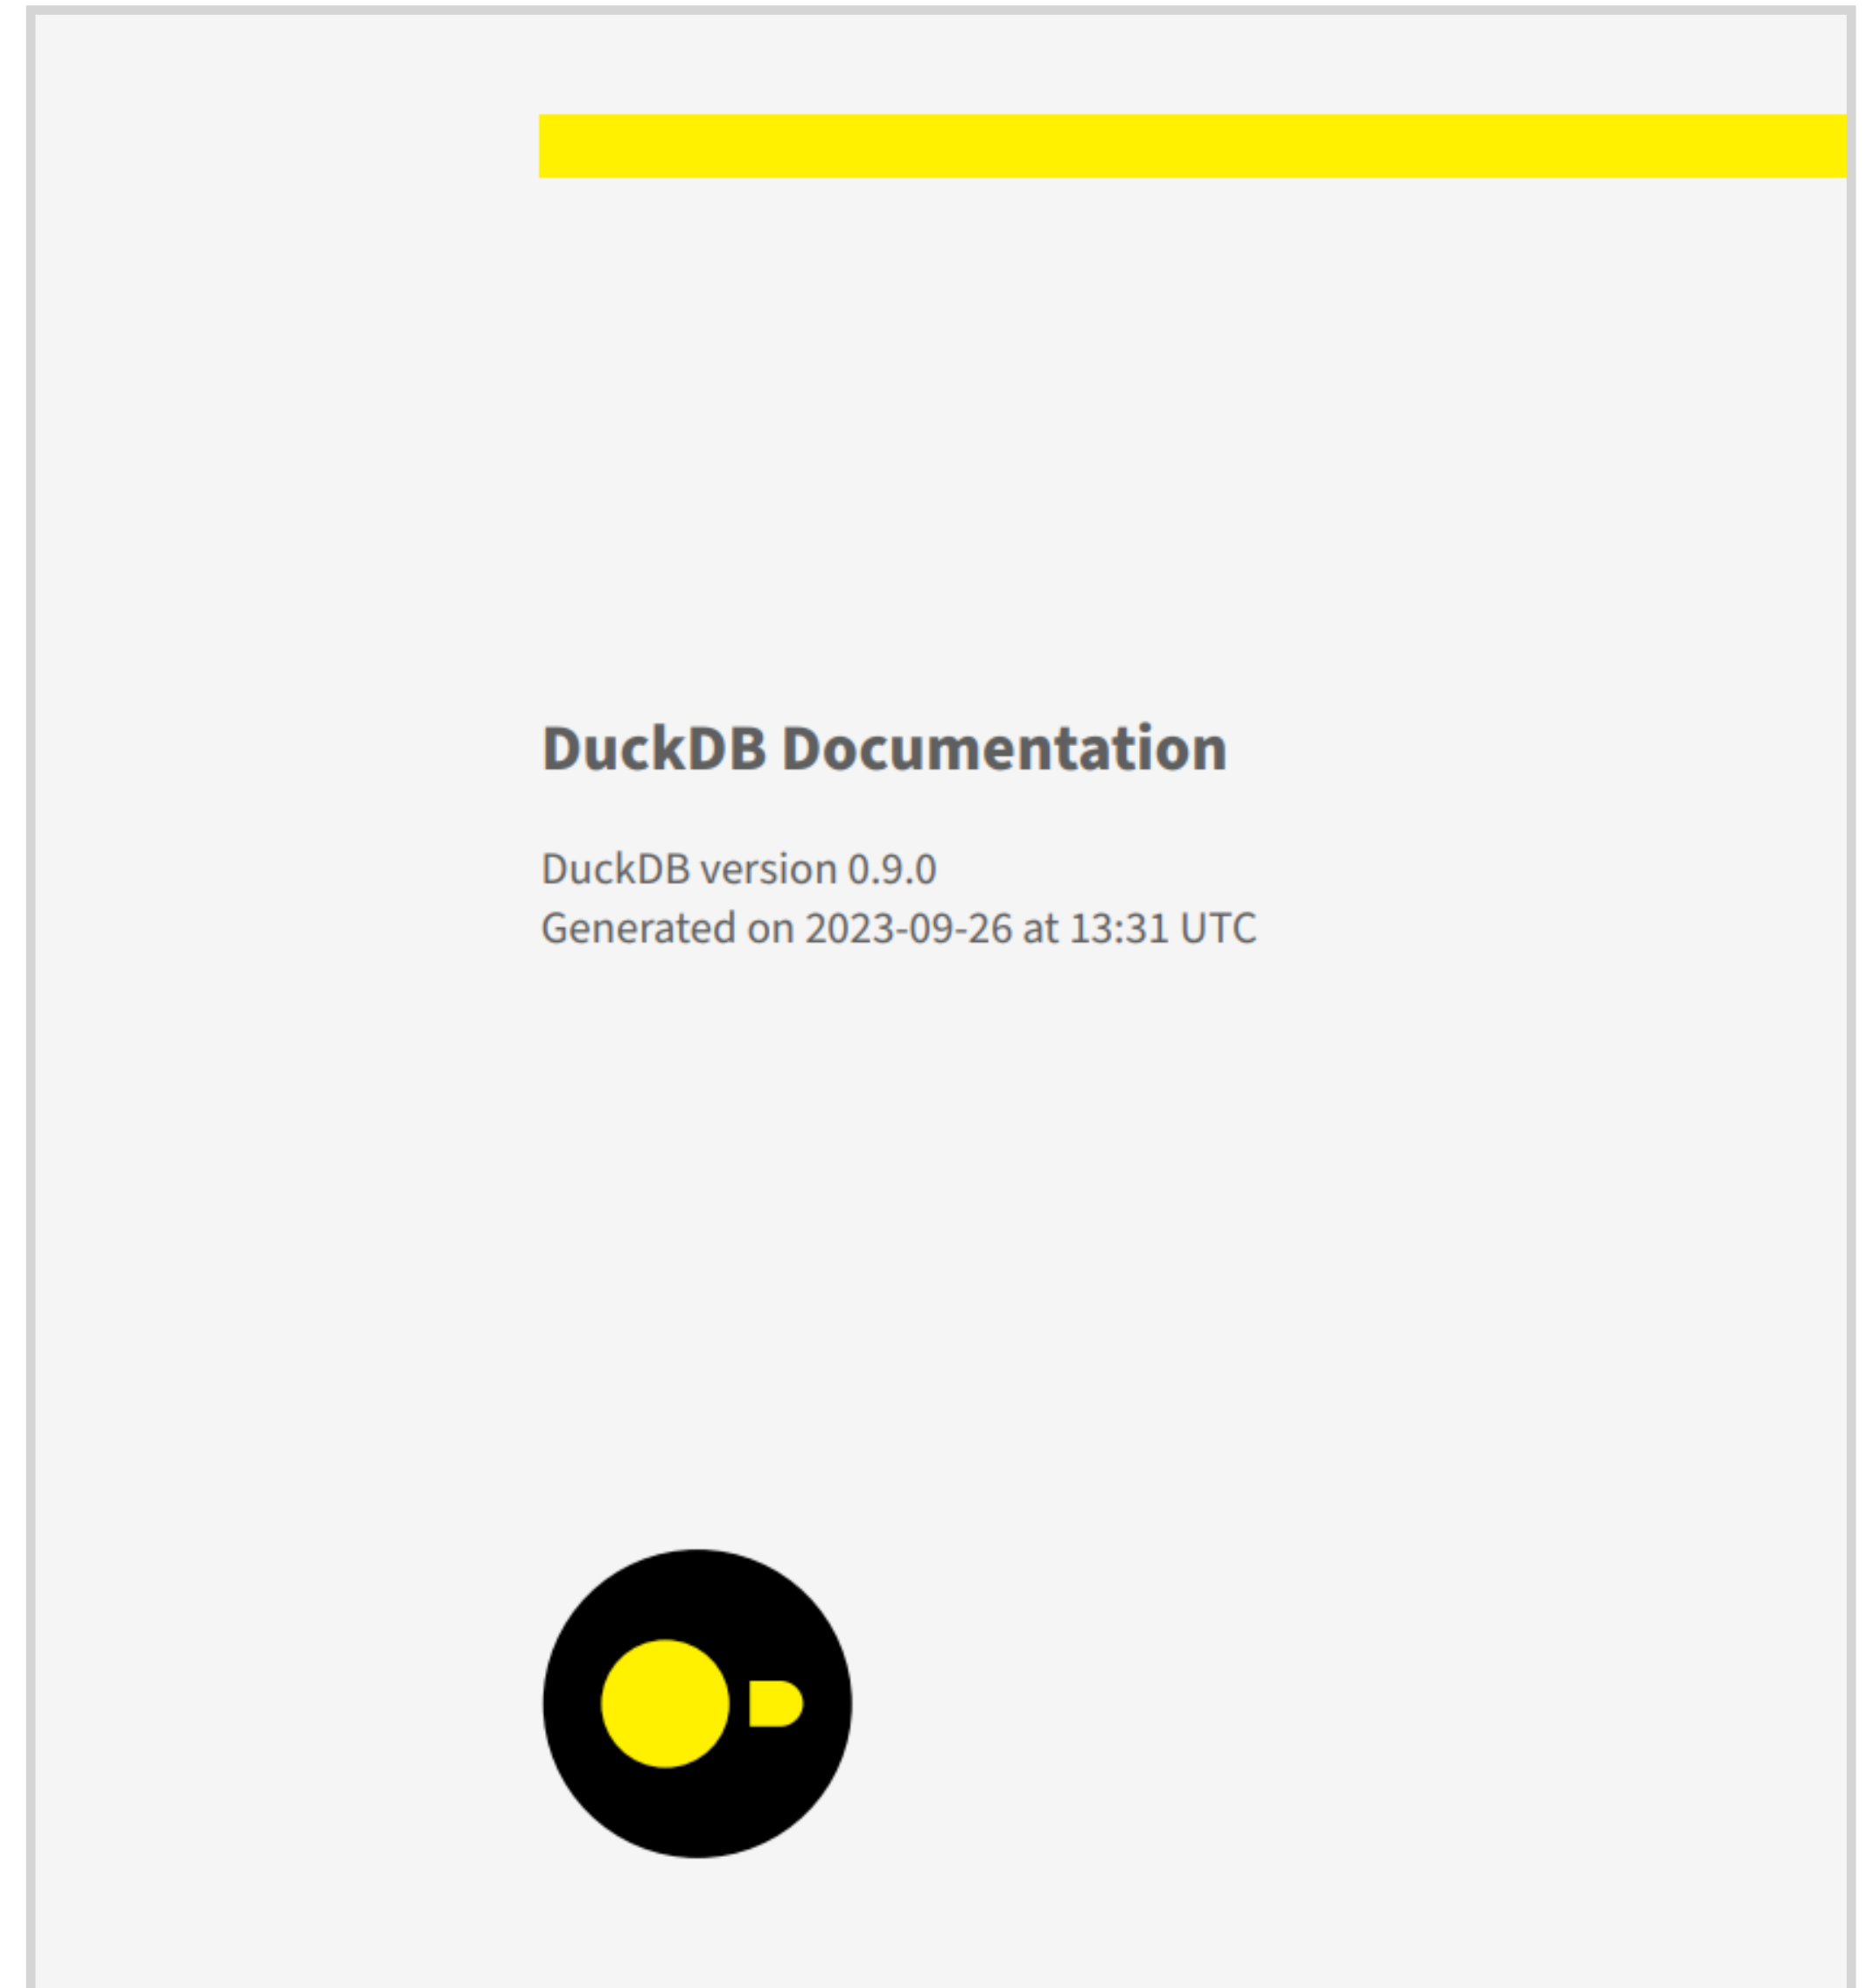 DuckDB Documentation
DuckDB version 0.9.0
Generated on 2023-09-26 at 13:31 UTC